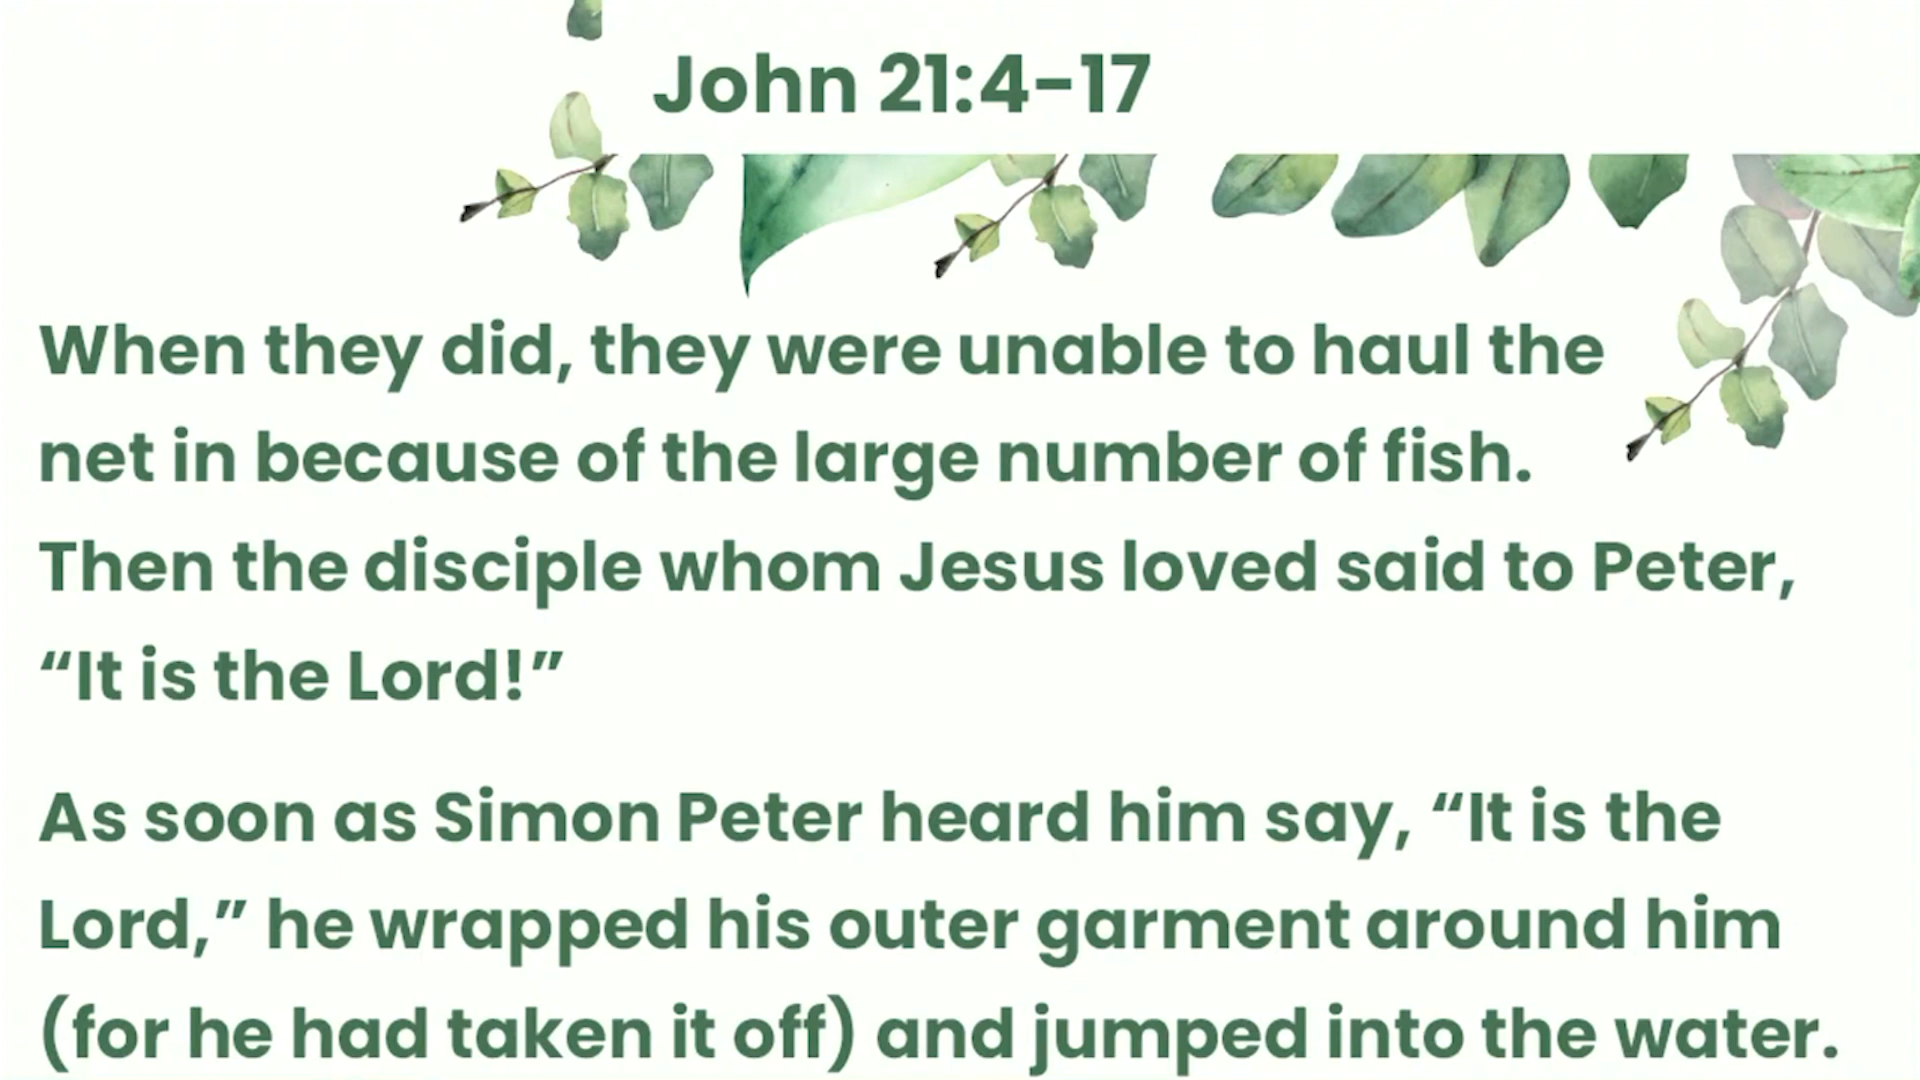 John 21:4-17
When they did, they were unable to haul the
net in because of the large number of fish.
Then the disciple whom Jesus loved said to Peter,
“It is the Lord!”
As soon as Simon Peter heard him say, “It is the
Lord,” he wrapped his outer garment around him
(for he had taken it off) and jumped into the water.